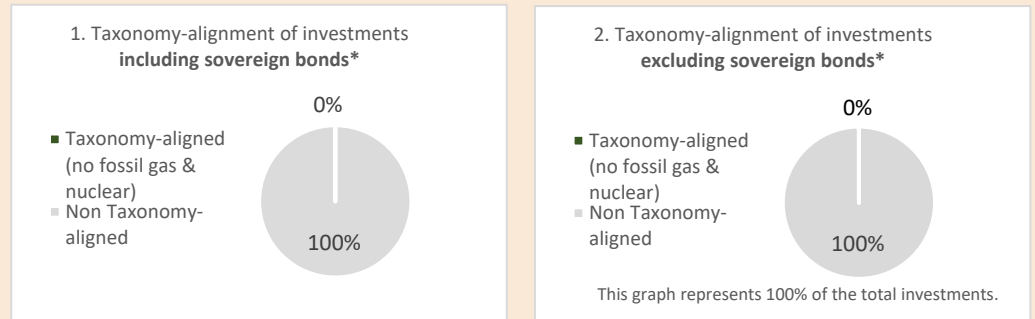 1. Taxonomy-alignment of investments
including sovereign bonds*
0%
Taxonomy-aligned
(no fossil gas &
nuclear)
Non Taxonomy-
aligned
100%
2. Taxonomy-alignment of investments
excluding sovereign bonds*
0%
Taxonomy-aligned
(no fossil gas &
nuclear)
Non Taxonomy-
aligned
100%
This graph represents 100% of the total investments.